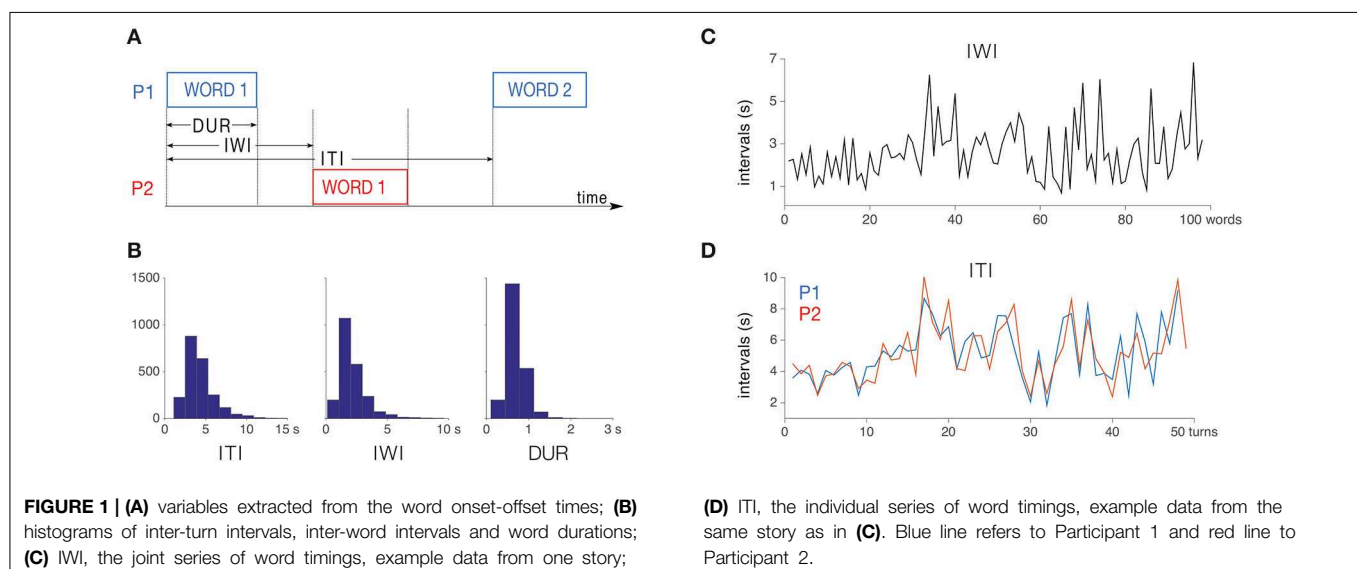 A
P1
WORD 1
WORD 2
DUR
IWI
ITI
P2
WORD 1
time
B
1500
1000
500
0
0 5 10 15 s
ITI
0 5 10 s
IWI
0 1 2 3 s
DUR
C
IWI
7
5
3
1
intervals (s)
0 20 40 60 80 100 words
D
ITI
P1
P2
10
8
6
4
2
intervals (s)
0 10 20 30 40 50 turns
FIGURE 1 | (A) variables extracted from the word onset-offset times; (B)
histograms of inter-turn intervals, inter-word intervals and word durations;
(C) IWI, the joint series of word timings, example data from one story;
(D) ITI, the individual series of word timings, example data from the
same story as in (C). Blue line refers to Participant 1 and red line to
Participant 2.